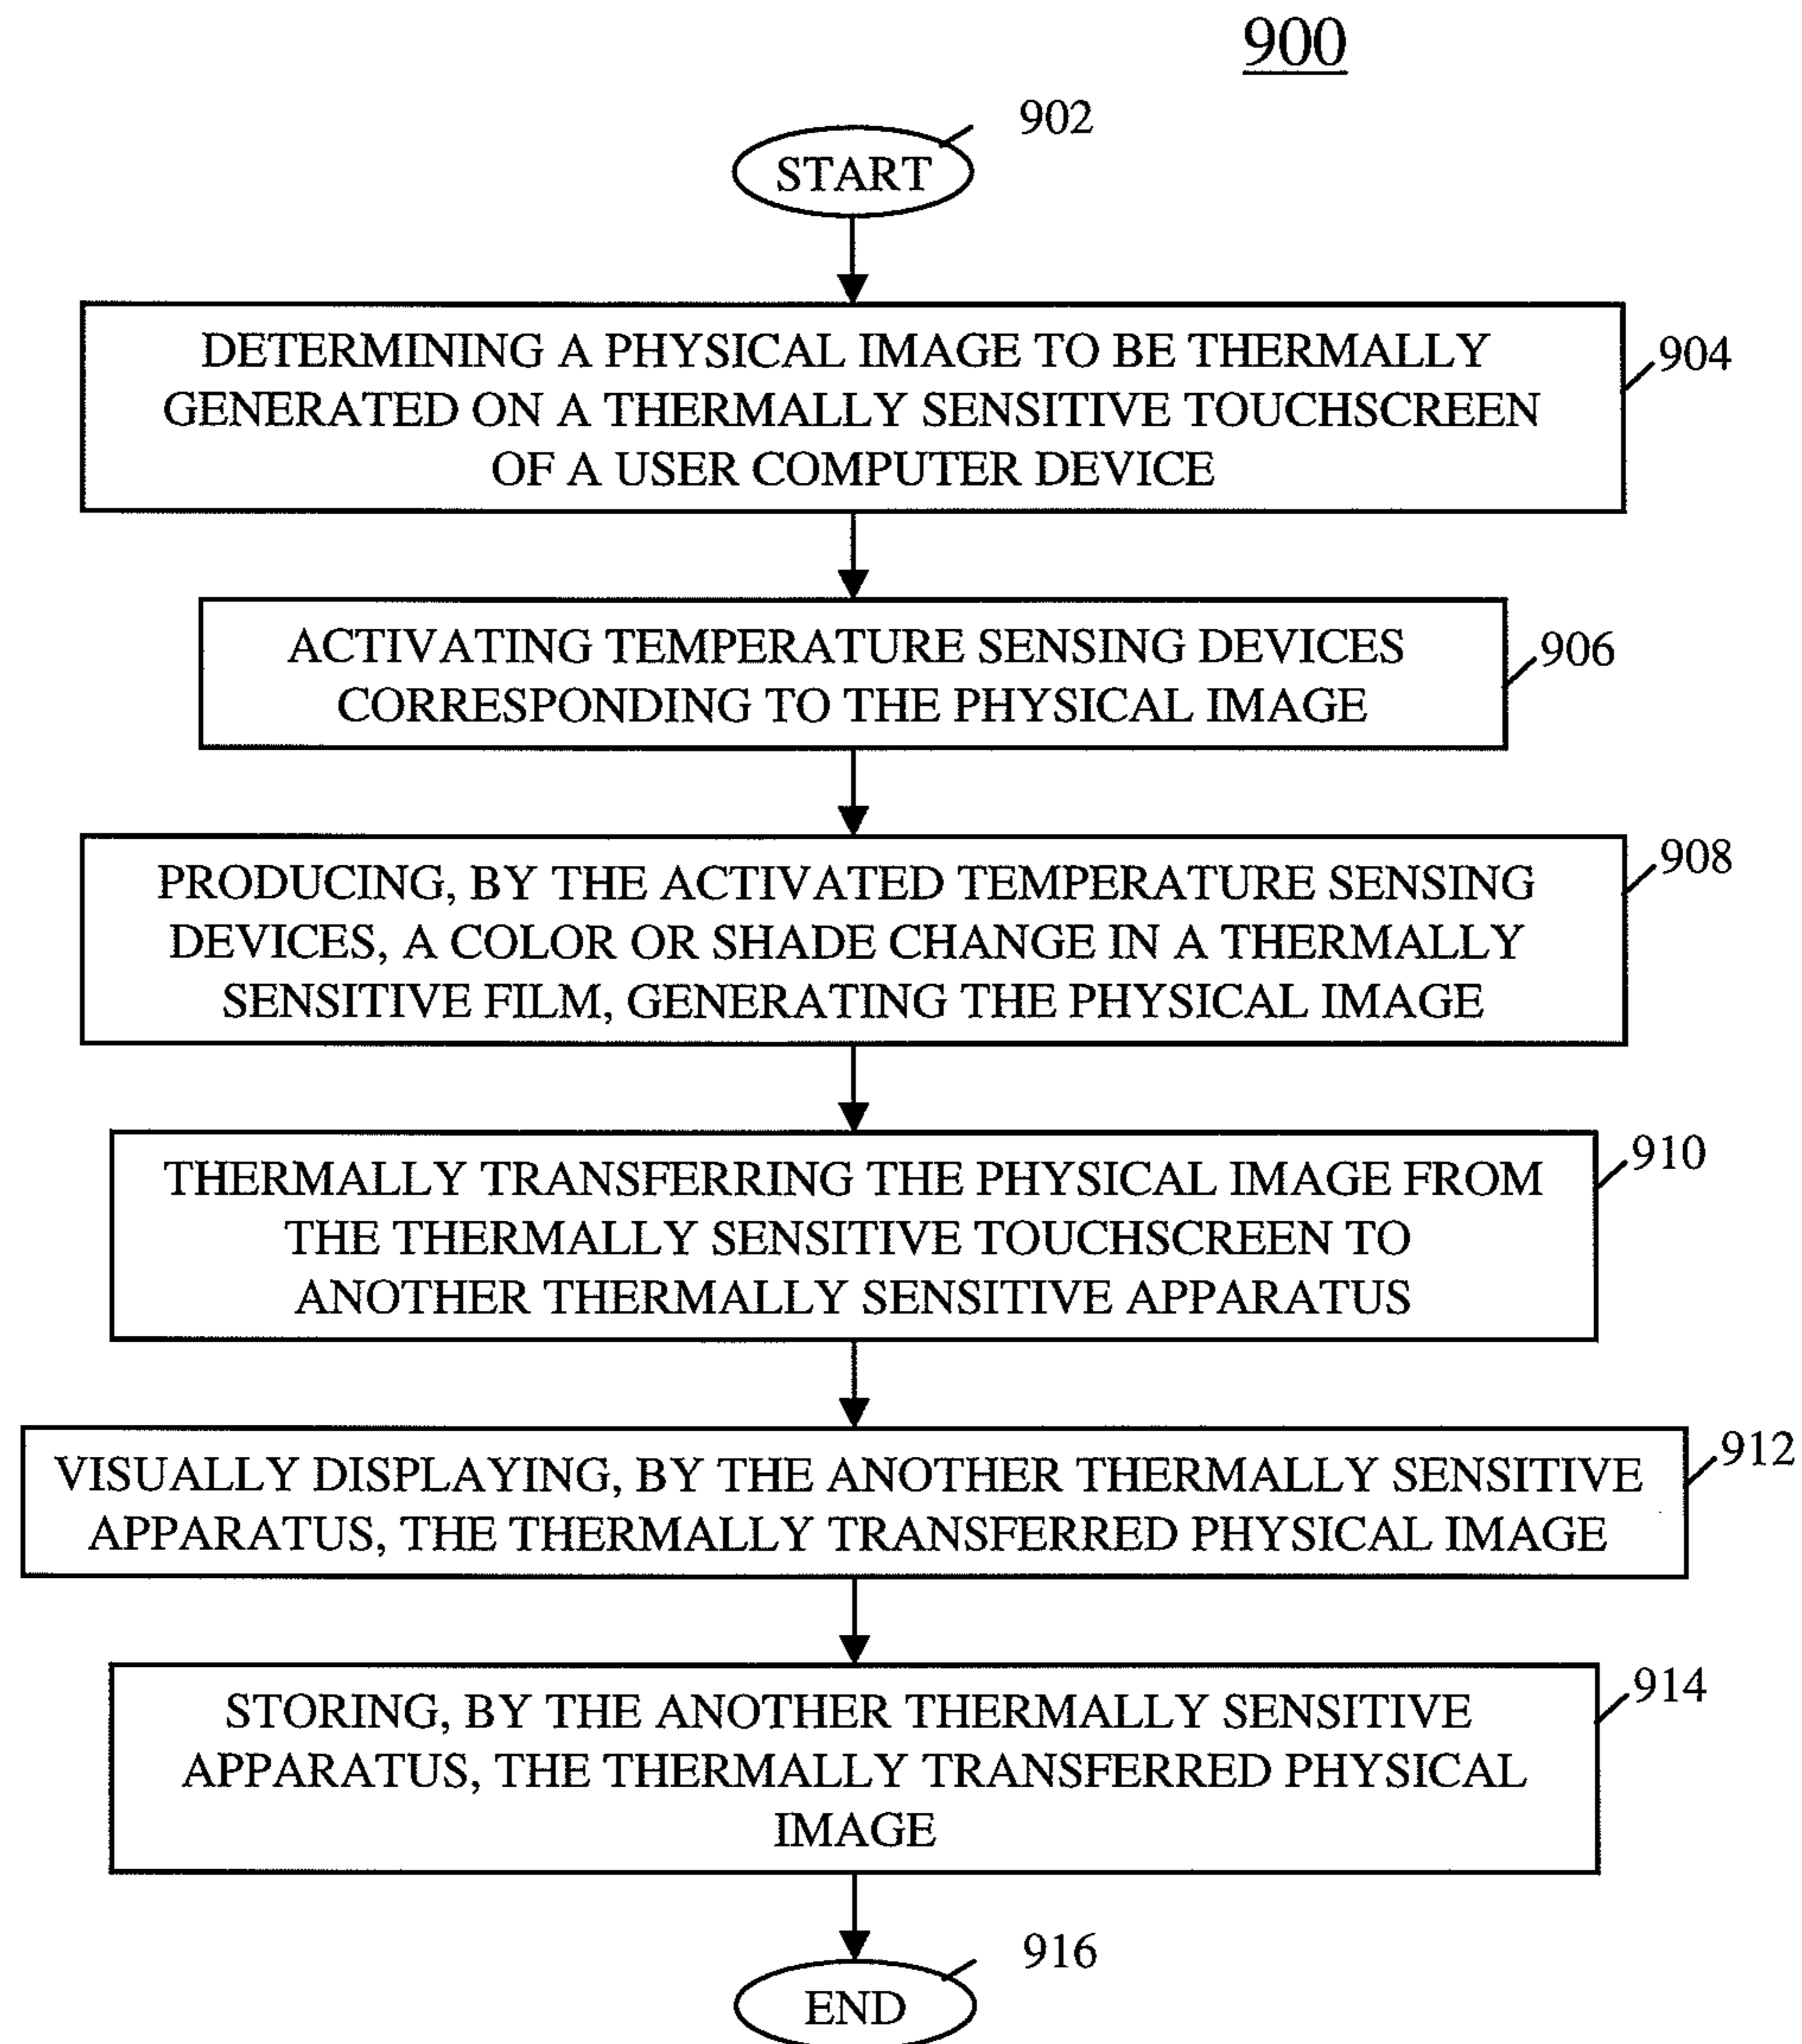 900
902
START
DETERMINING A PHYSICAL IMAGE TO BE THERMALLY
GENERATED ON A THERMALLY SENSITIVE TOUCHSCREEN
OF A USER COMPUTER DEVICE
904
ACTIVATING TEMPERATURE SENSING DEVICES
CORRESPONDING TO THE PHYSICAL IMAGE
906
PRODUCING, BY THE ACTIVATED TEMPERATURE SENSING
DEVICES, A COLOR OR SHADE CHANGE IN A THERMALLY
SENSITIVE FILM, GENERATING THE PHYSICAL IMAGE
908
THERMALLY TRANSFERRING THE PHYSICAL IMAGE FROM
THE THERMALLY SENSITIVE TOUCHSCREEN TO
ANOTHER THERMALLY SENSITIVE APPARATUS
910
VISUALLY DISPLAYING, BY THE ANOTHER THERMALLY SENSITIVE
APPARATUS, THE THERMALLY TRANSFERRED PHYSICAL IMAGE
912
STORING, BY THE ANOTHER THERMALLY SENSITIVE
APPARATUS, THE THERMALLY TRANSFERRED PHYSICAL
IMAGE
914
916
END